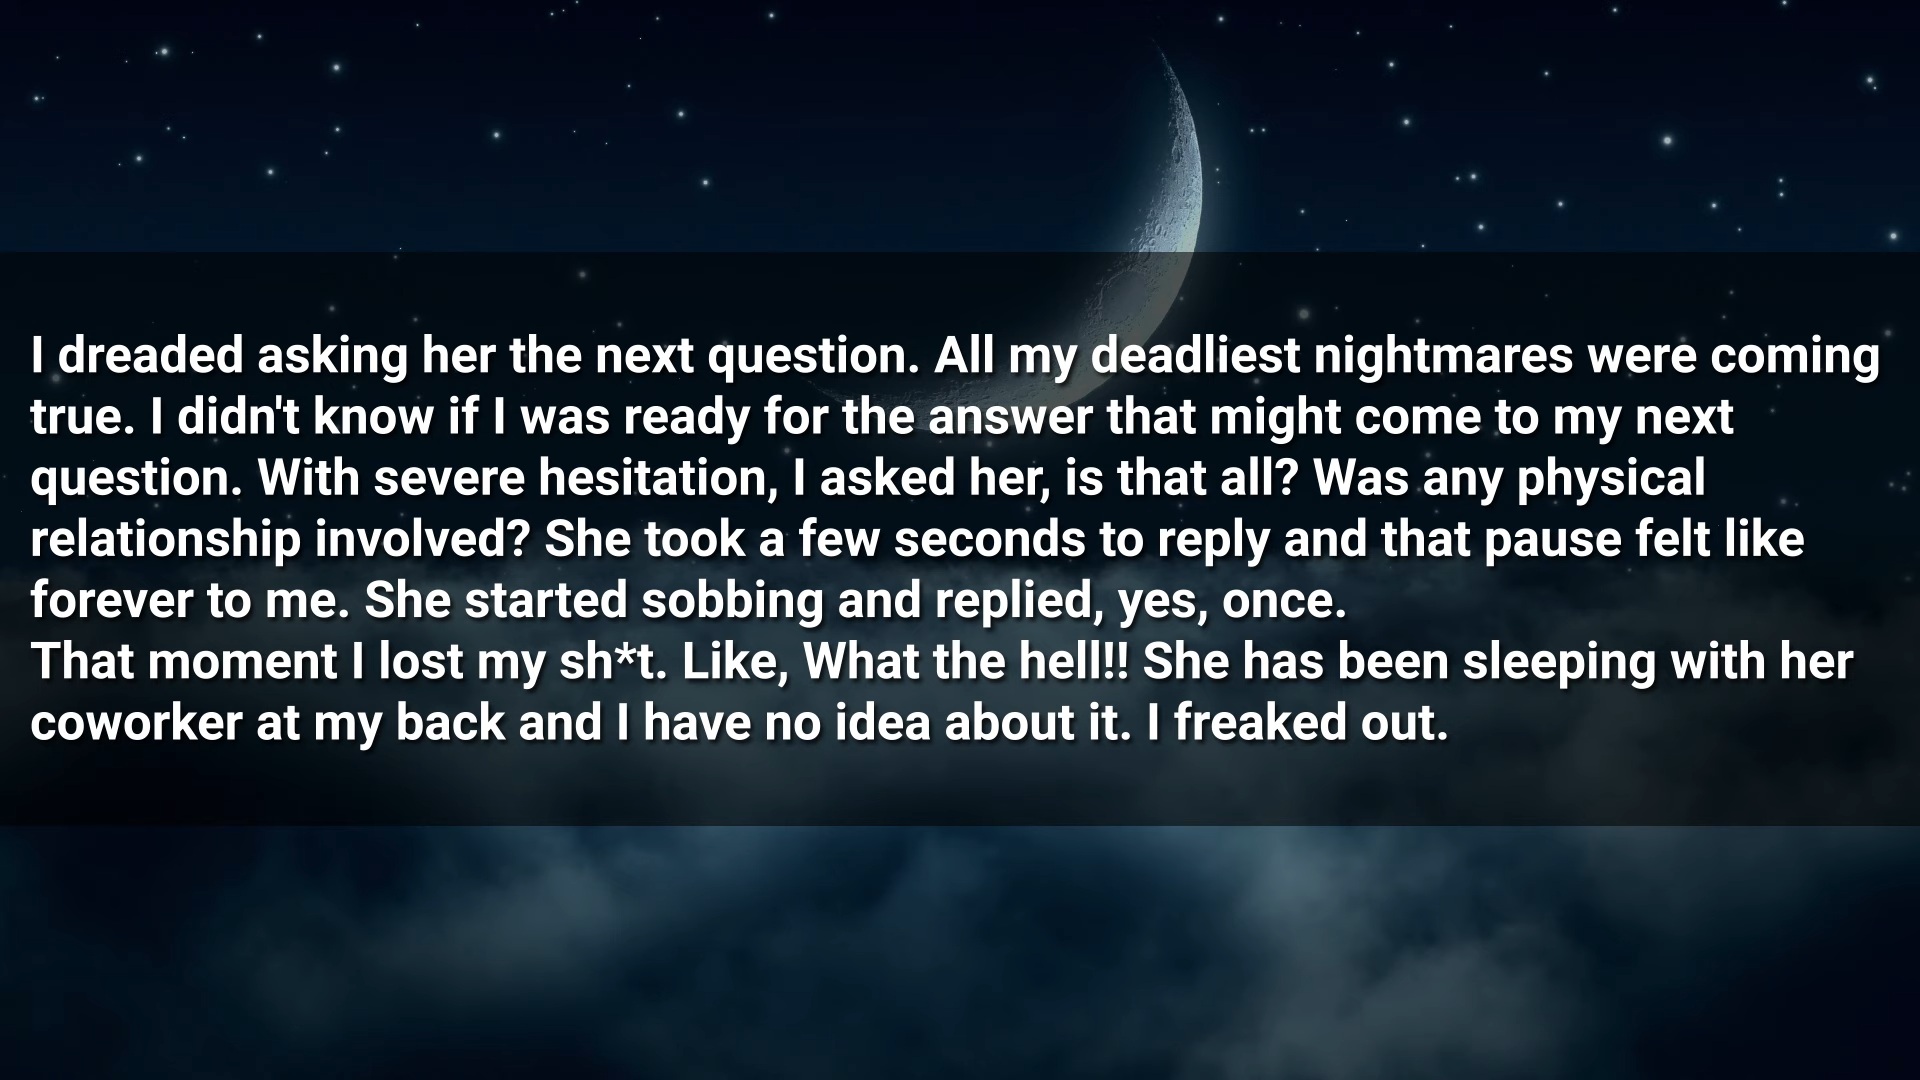 I dreaded asking her the next question. All my deadliest nightmares were coming
true. I didn't know if I was ready for the answer that might come to my next
question. With severe hesitation, I asked her, is that all? Was any physical
relationship involved? She took a few seconds to reply and that pause felt like
forever to me. She started sobbing and replied, yes, once.
That moment I lost my sh*t. Like, What the hell!! She has been sleeping with her
coworker at my back and I have no idea about it. I freaked out.